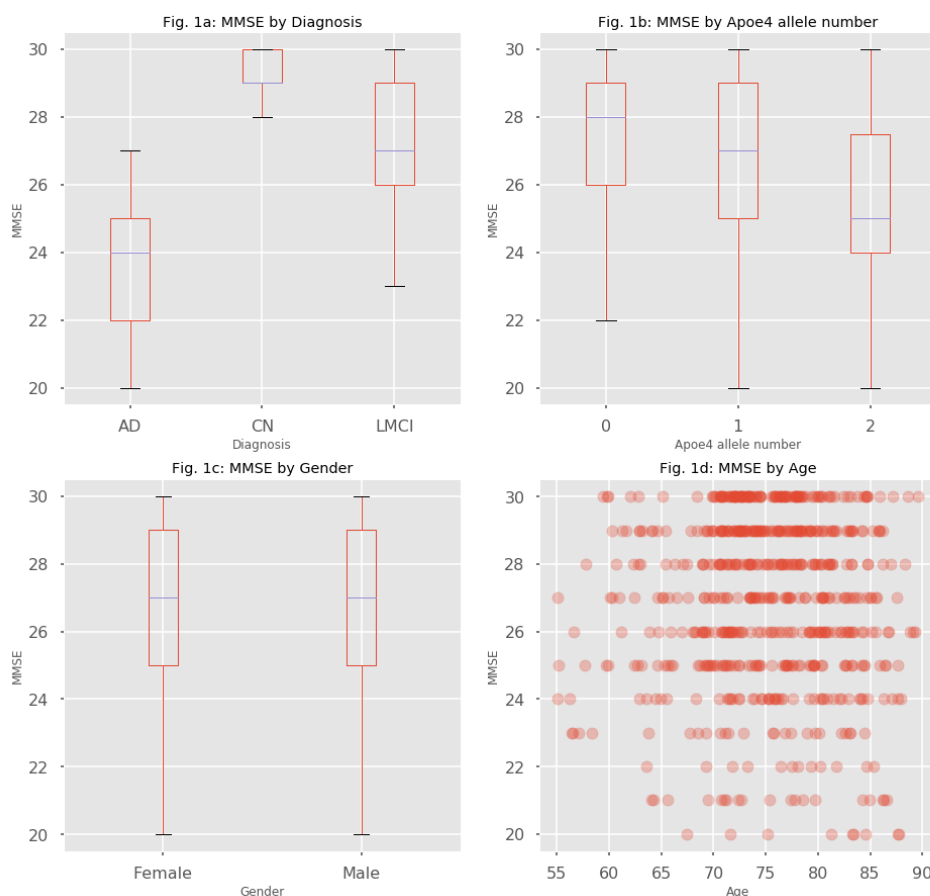 Fig. 1a: MMSE by Diagnosis
30
28
26
24
22
20
MMSE
AD CN LMCI
Diagnosis
Fig. 1b: MMSE by Apoe4 allele number
30
28
26
24
22
20
MMSE
0 1 2
Apoe4 allele number
Fig. 1c: MMSE by Gender
30
28
26
24
22
20
MMSE
Female Male
Gender
Fig. 1d: MMSE by Age
30
28
26
24
22
20
MMSE
55 60 65 70 75 80 85 90
Age